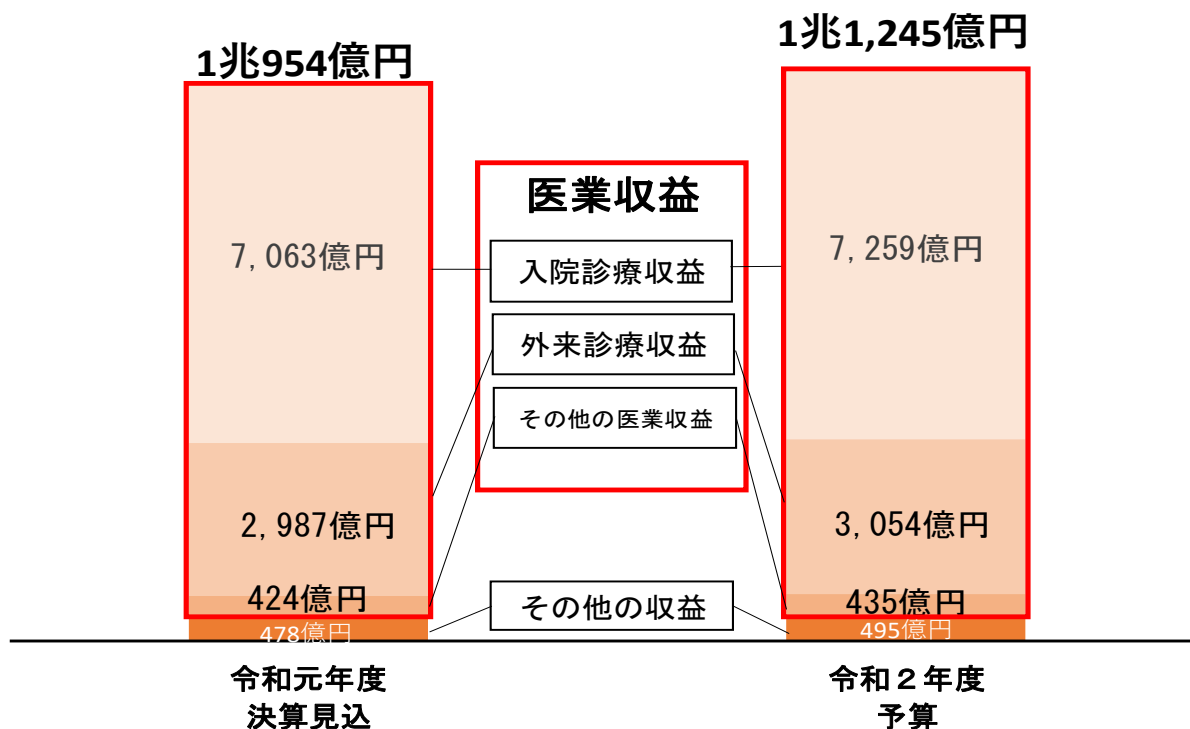 1兆954億円
1兆1,245億円
医業収益
7,063億円
入院診療収益
7,259億円
外来診療収益
その他の医業収益
2,987億円
3,054億円
424億円
その他の収益
435億円
478億円
495億円
令和元年度
決算見込
令和２年度
予算